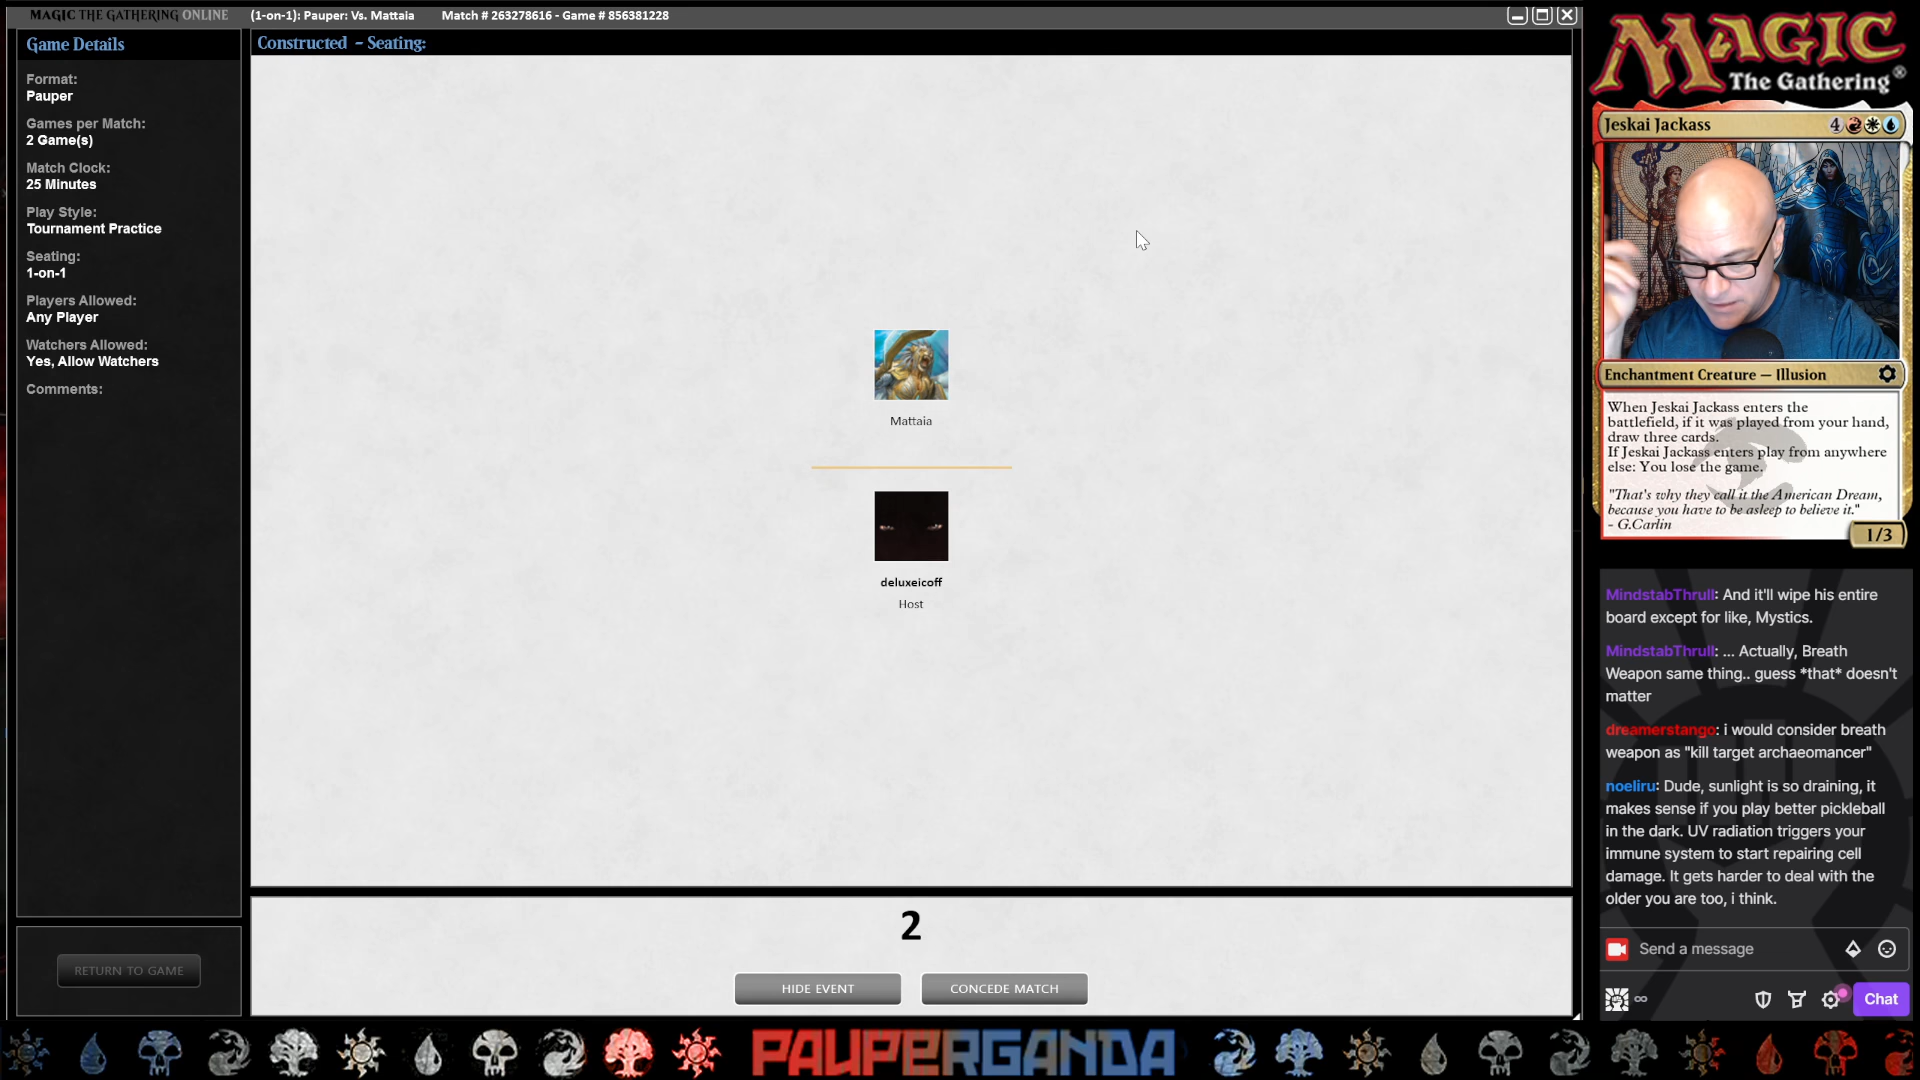 MAGIC THE GATHERING ONLINE
(1-on-1): Pauper: Vs. Mattaia
Match # 263278616 - Game # 856381228
Game Details
Format:
Pauper
Games per Match:
2 Game(s)
Match Clock:
25 Minutes
Play Style:
Tournament Practice
Seating:
1-on-1
Players Allowed:
Any Player
Watchers Allowed:
Yes, Allow Watchers
Comments:
RETURN TO GAME
Constructed - Seating:
Mattaia
deluxeicoff
Host
2
HIDE EVENT
CONCEDE MATCH
MAGIC
The Gathering®
Jeskai Jackass
4
Enchantment Creature — Illusion
When Jeskai Jackass enters the
battlefield, if it was played from your hand,
draw three cards.
If Jeskai Jackass enters play from anywhere
else: You lose the game.
"That's why they call it the American Dream,
because you have to be asleep to believe it."
- G.Carlin
1/3
MindstabThrull: And it'll wipe his entire
board except for like, Mystics.
MindstabThrull: ... Actually, Breath
Weapon same thing.. guess *that* doesn't
matter
dreamerstango: i would consider breath
weapon as "kill target archaeomancer"
noeliru: Dude, sunlight is so draining, it
makes sense if you play better pickleball
in the dark. UV radiation triggers your
immune system to start repairing cell
damage. It gets harder to deal with the
older you are too, i think.
Send a message
∞
Chat
PAUPERGANDA